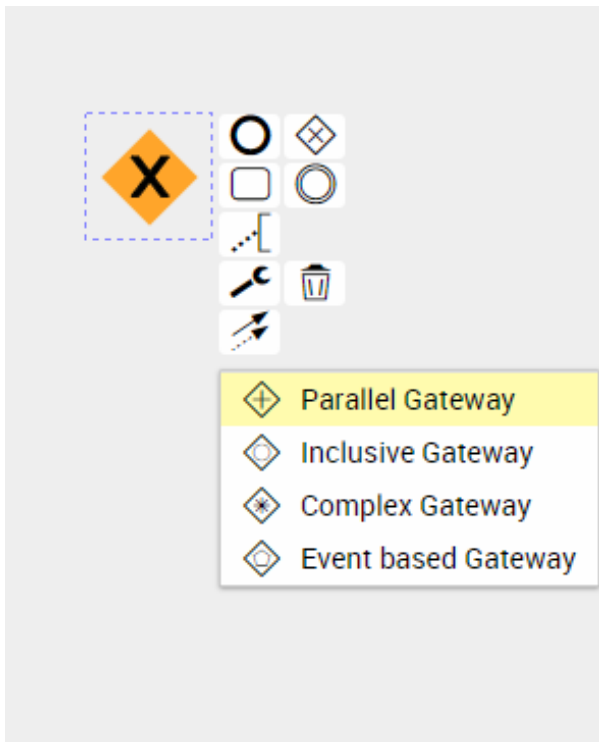 X
Parallel Gateway
Inclusive Gateway
Complex Gateway
Event based Gateway